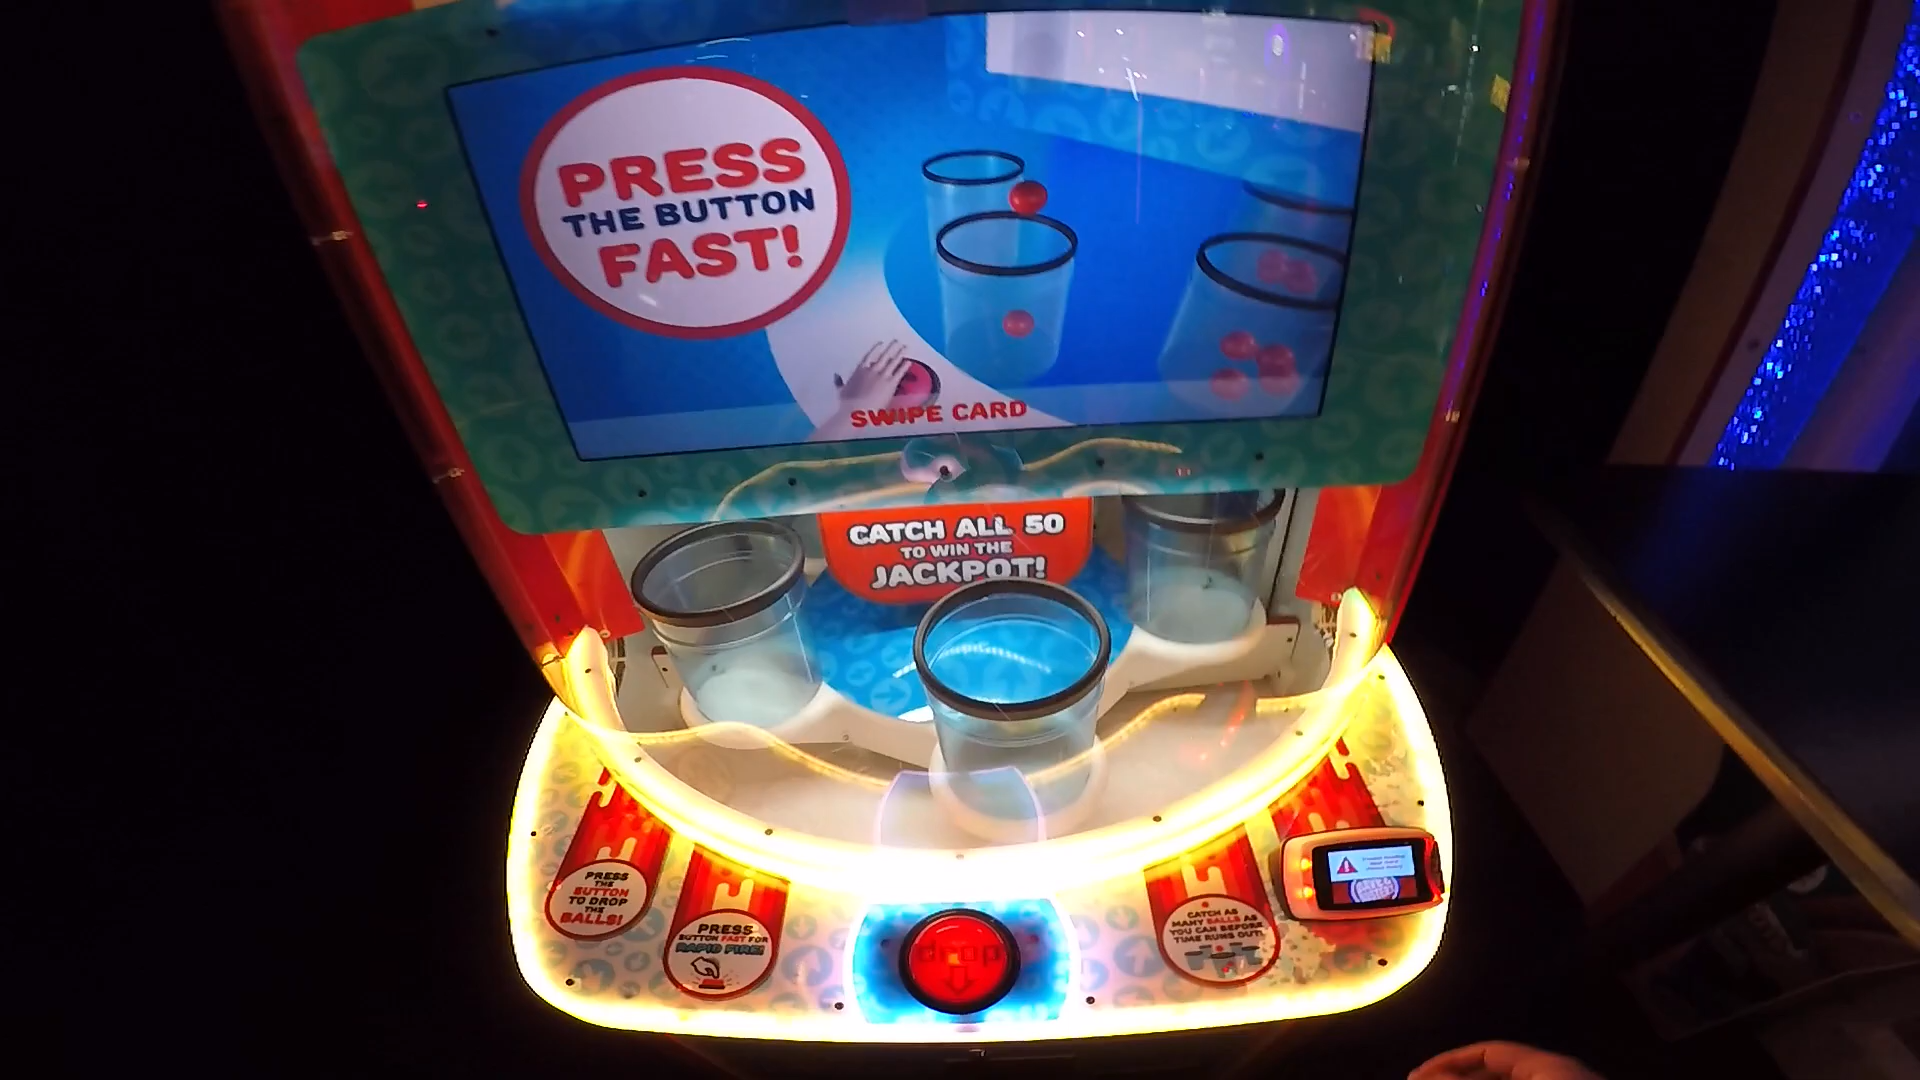 PRESS
THE BUTTON
FAST!
SWIPE CARD
CATCH ALL 50
TO WIN THE
JACKPOT!
PRESS
THE
BUTTON
TO DROP
THE
BALLS!
PRESS
BUTTON FAST FOR
RAPID FIRE!
drop
CATCH AS
MANY BALLS AS
YOU CAN BEFORE
TIME RUNS OUT!